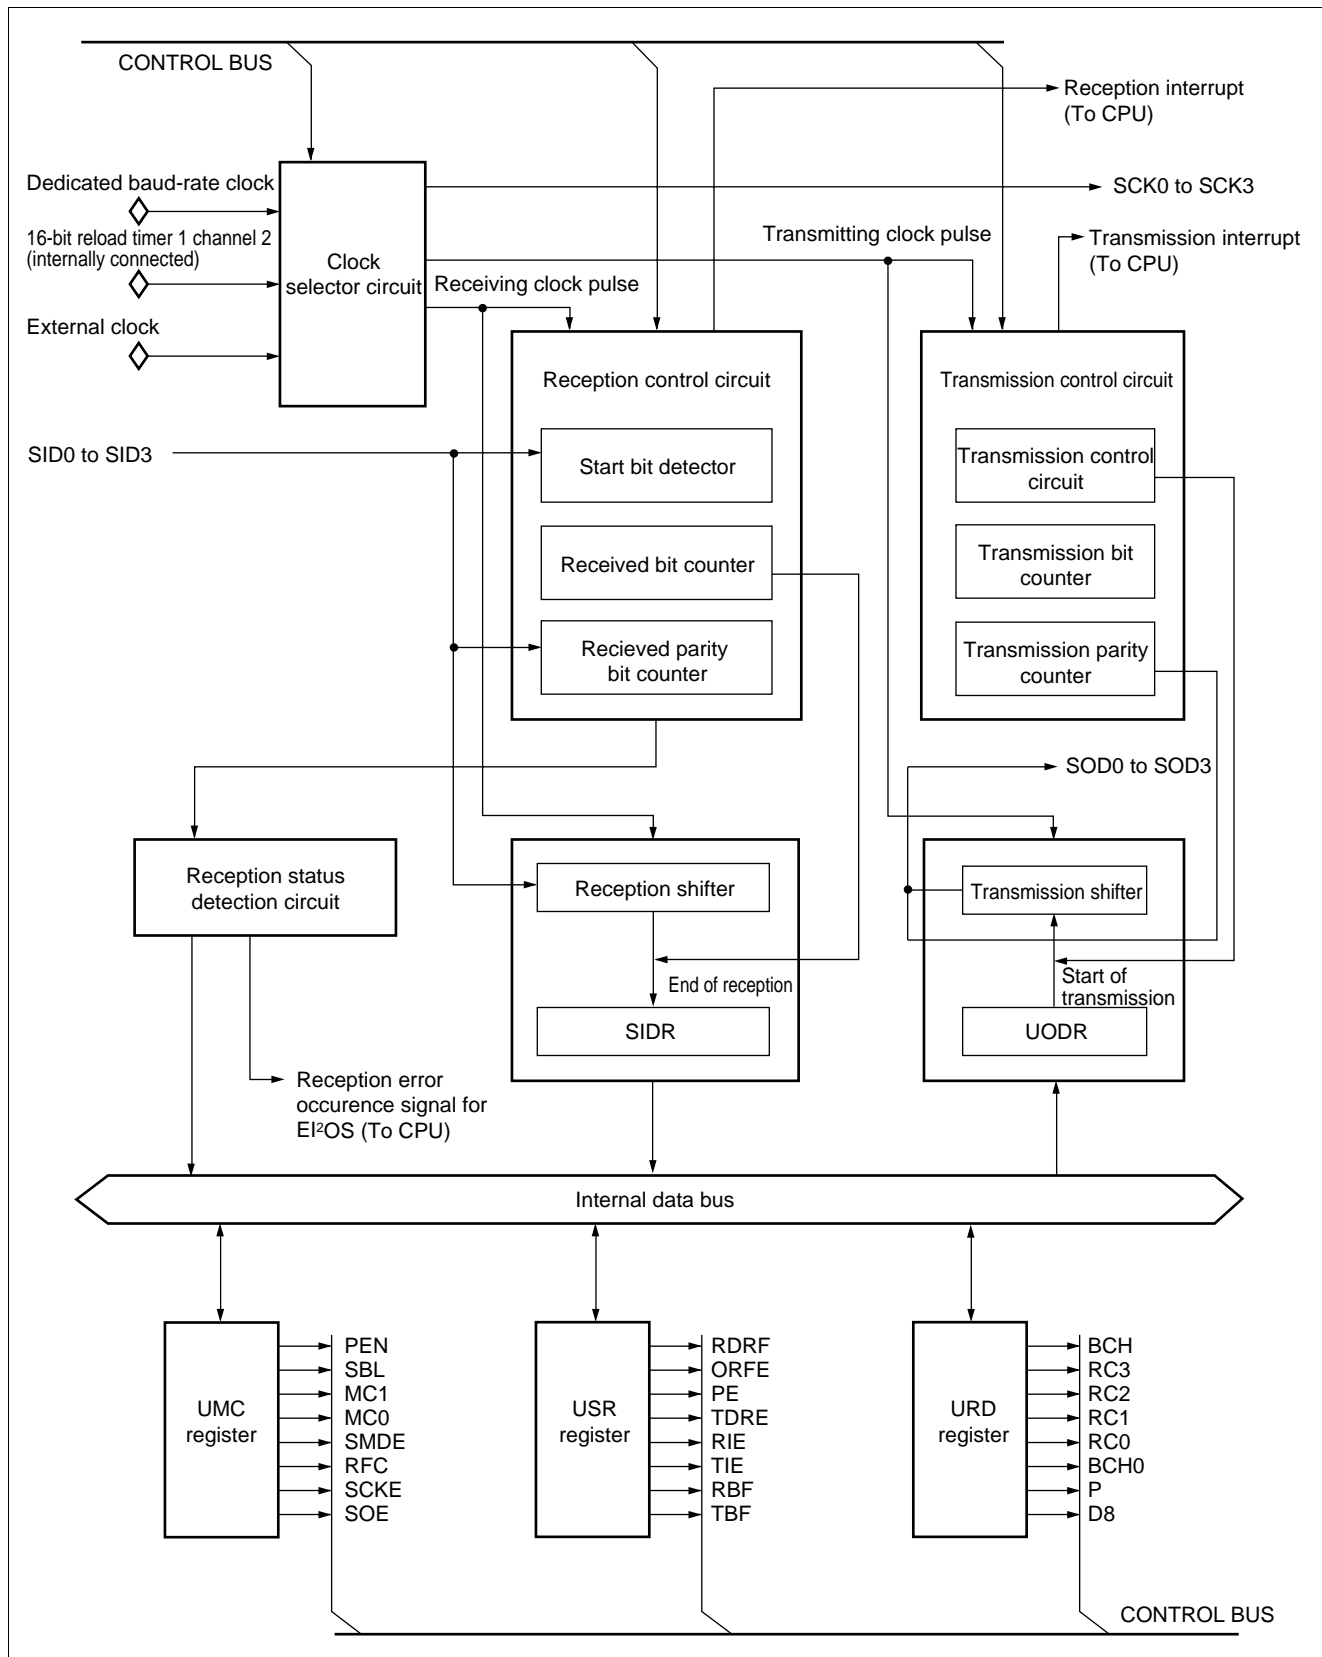 CONTROL BUS
Reception interrupt
(To CPU)
Dedicated baud-rate clock
SCK0 to SCK3
16-bit reload timer 1 channel 2
(internally connected)
Clock
selector circuit
Transmitting clock pulse
Transmission interrupt
(To CPU)
Receiving clock pulse
External clock
Reception control circuit
Transmission control circuit
SID0 to SID3
Start bit detector
Transmission control
circuit
Received bit counter
Transmission bit
counter
Recieved parity
bit counter
Transmission parity
counter
SOD0 to SOD3
Reception status
detection circuit
Reception shifter
Transmission shifter
End of reception
Start of
transmission
SIDR
UODR
Reception error
occurence signal for
EI²OS (To CPU)
Internal data bus
UMC
register
PEN
SBL
MC1
MC0
SMDE
RFC
SCKE
SOE
USR
register
RDRF
ORFE
PE
TDRE
RIE
TIE
RBF
TBF
URD
register
BCH
RC3
RC2
RC1
RC0
BCH0
P
D8
CONTROL BUS